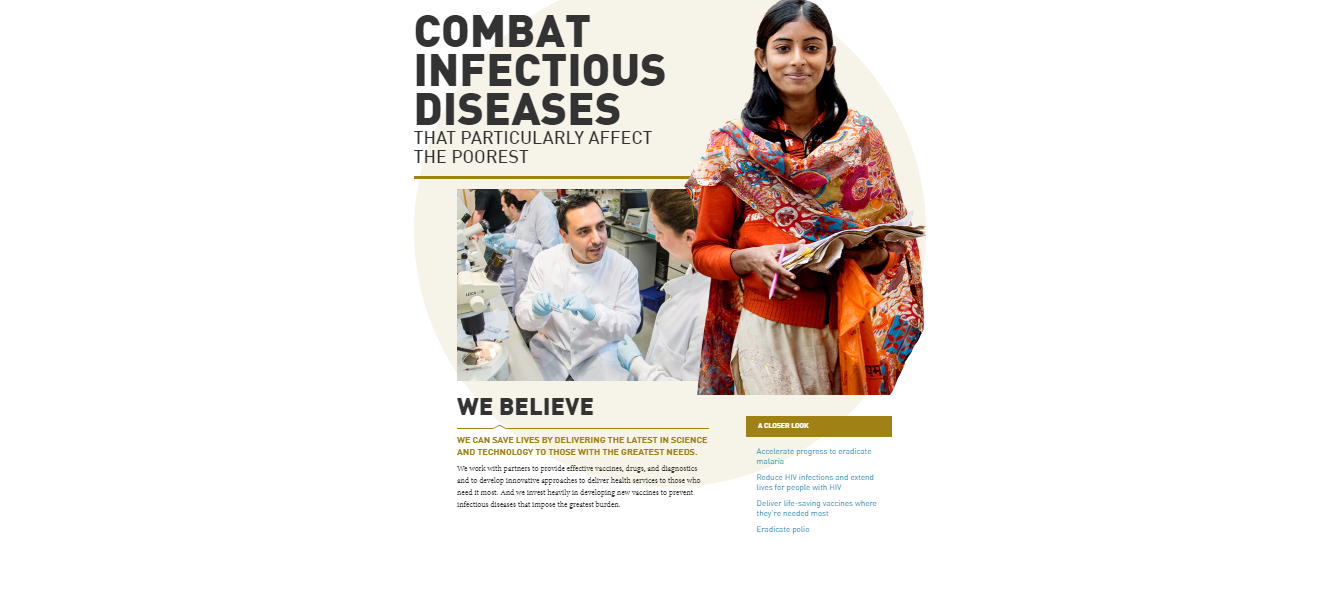 COMBAT
INFECTIOUS
DISEASES
THAT PARTICULARLY AFFECT
THE POOREST
WE BELIEVE
WE CAN SAVE LIVES BY DELIVERING THE LATEST IN SCIENCE
AND TECHNOLOGY TO THOSE WITH THE GREATEST NEEDS.
We work with partners to provide effective vaccines, drugs, and diagnostics
and to develop innovative approaches to deliver health services to those who
need it most. And we invest heavily in developing new vaccines to prevent
infectious diseases that impose the greatest burden.
A CLOSER LOOK
Accelerate progress to eradicate
malaria
Reduce HIV infections and extend
lives for people with HIV
Deliver life-saving vaccines where
they're needed most
Eradicate polio